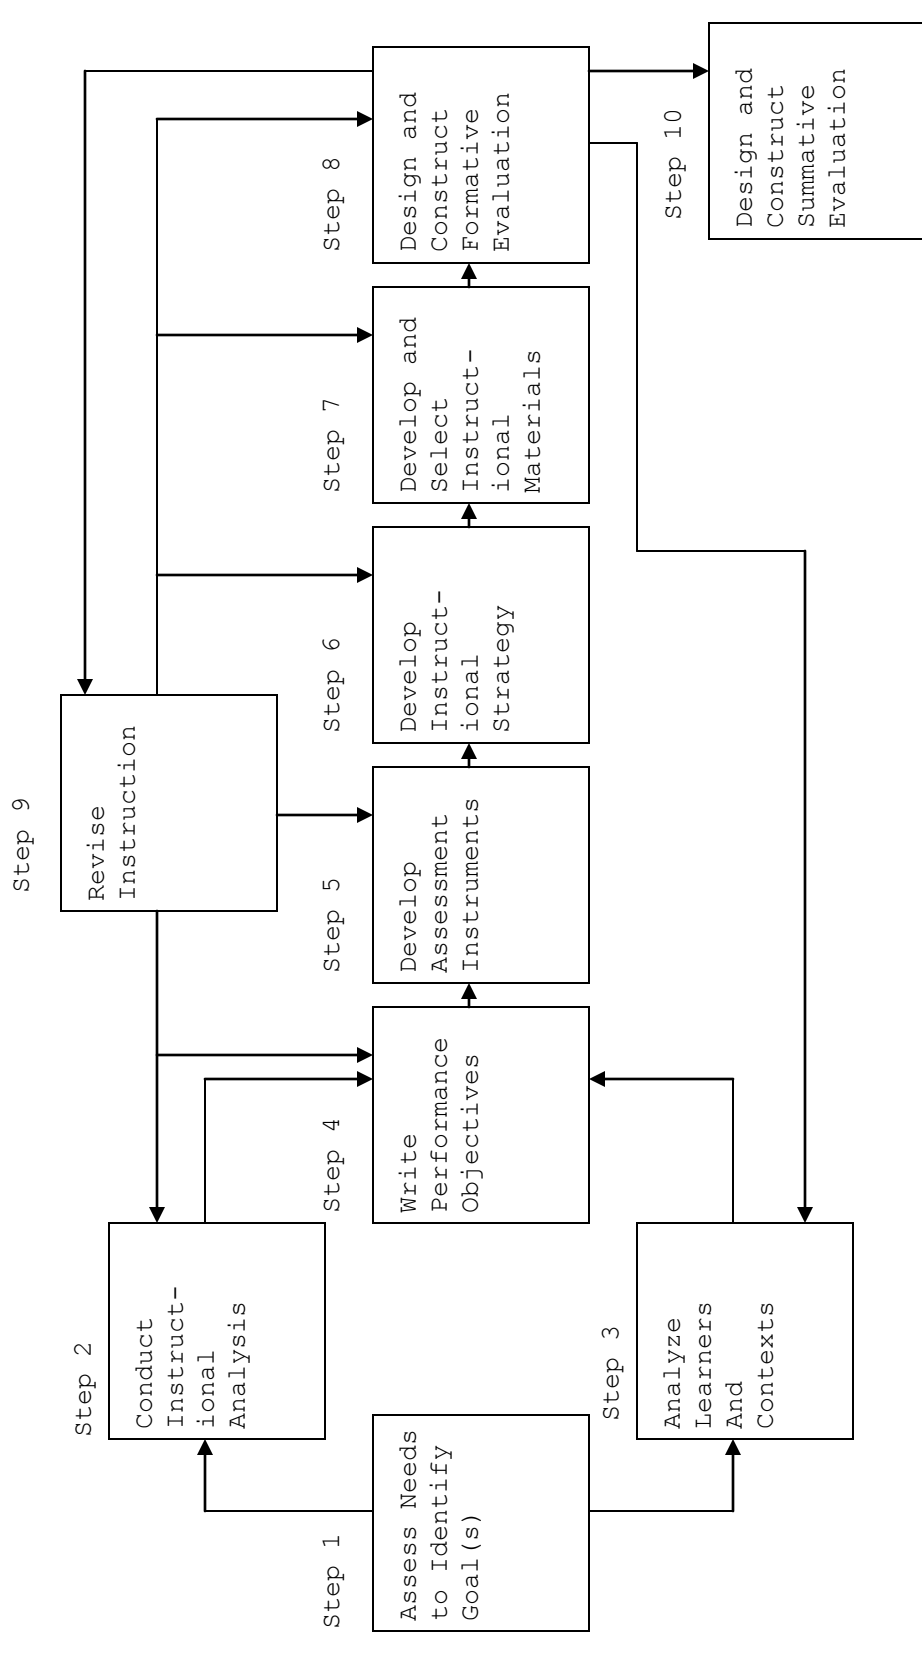 Step 1
Assess Needs
to Identify
Goal(s)
Step 2
Conduct
Instruct-
ional
Analysis
Step 3
Analyze
Learners
And
Contexts
Step 4
Write
Performance
Objectives
Step 5
Develop
Assessment
Instruments
Step 6
Develop
Instruct-
ional
Strategy
Step 7
Develop and
Select
Instruct-
ional
Materials
Step 8
Design and
Construct
Formative
Evaluation
Step 9
Revise
Instruction
Step 10
Design and
Construct
Summative
Evaluation